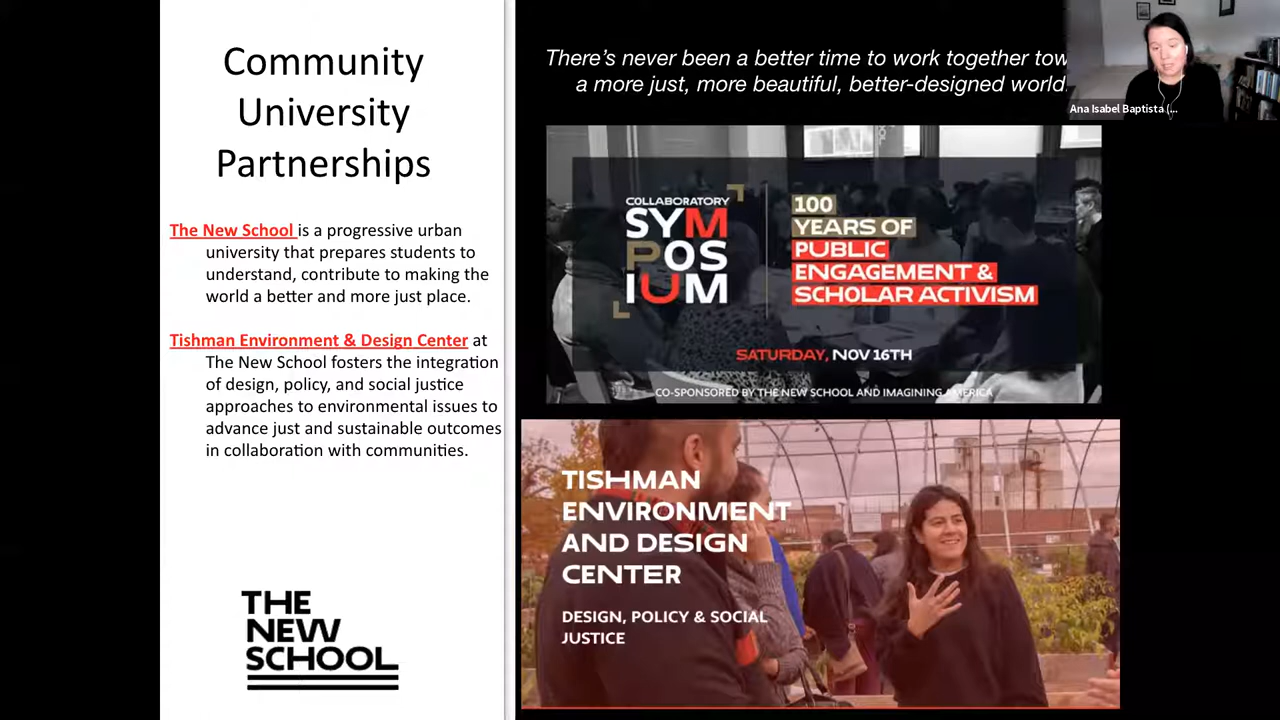 Community
University
Partnerships
The New School is a progressive urban
university that prepares students to
understand, contribute to making the
world a better and more just place.
Tishman Environment & Design Center at
The New School fosters the integration
of design, policy, and social justice
approaches to environmental issues to
advance just and sustainable outcomes
in collaboration with communities.
THE
NEW
SCHOOL
There's never been a better time to work together tow
a more just, more beautiful, better-designed world.
COLLABORATORY
SYM
POS
IUM
100
YEARS OF
PUBLIC
ENGAGEMENT &
SCHOLAR ACTIVISM
SATURDAY, NOV 16TH
CO-SPONSORED BY THE NEW SCHOOL AND IMAGINING AMERICA
TISHMAN
ENVIRONMENT
AND DESIGN
CENTER
DESIGN, POLICY & SOCIAL
JUSTICE
Ana Isabel Baptista (...